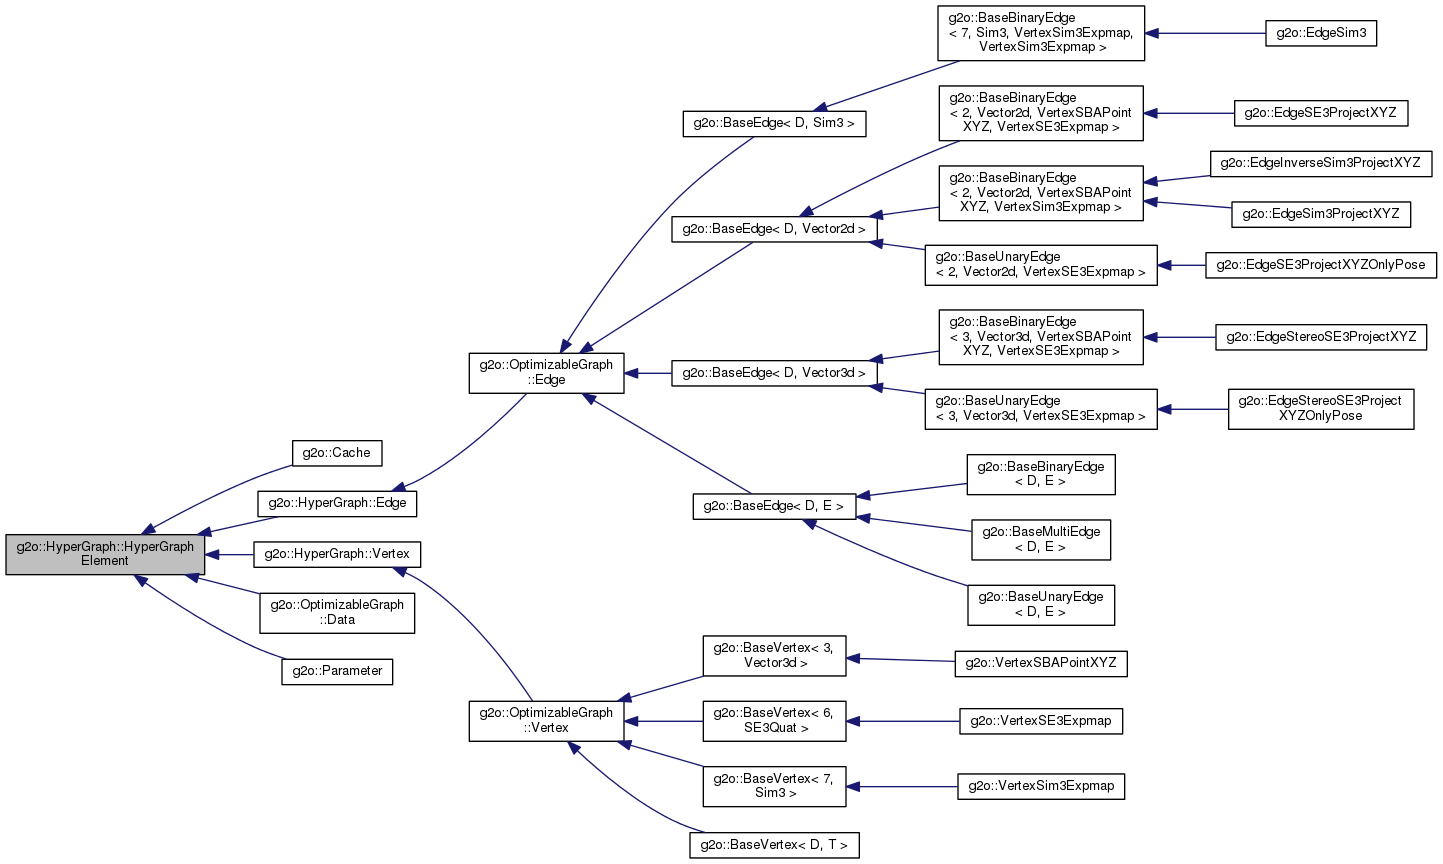 g2o::HyperGraph::HyperGraph
Element
g2o::Cache
g2o::HyperGraph::Edge
g2o::HyperGraph::Vertex
g2o::OptimizableGraph
::Data
g2o::Parameter
g2o::OptimizableGraph
::Edge
g2o::OptimizableGraph
::Vertex
g2o::BaseEdge< D, Sim3 >
g2o::BaseEdge< D, Vector2d >
g2o::BaseEdge< D, Vector3d >
g2o::BaseEdge< D, E >
g2o::BaseVertex< 3,
Vector3d >
g2o::BaseVertex< 6,
SE3Quat >
g2o::BaseVertex< 7,
Sim3 >
g2o::BaseVertex< D, T >
g2o::BaseBinaryEdge
< 7, Sim3, VertexSim3Expmap,
VertexSim3Expmap >
g2o::BaseBinaryEdge
< 2, Vector2d, VertexSBAPoint
XYZ, VertexSE3Expmap >
g2o::BaseBinaryEdge
< 2, Vector2d, VertexSBAPoint
XYZ, VertexSim3Expmap >
g2o::BaseUnaryEdge
< 2, Vector2d, VertexSE3Expmap >
g2o::BaseBinaryEdge
< 3, Vector3d, VertexSBAPoint
XYZ, VertexSE3Expmap >
g2o::BaseUnaryEdge
< 3, Vector3d, VertexSE3Expmap >
g2o::BaseBinaryEdge
< D, E >
g2o::BaseMultiEdge
< D, E >
g2o::BaseUnaryEdge
< D, E >
g2o::VertexSBAPointXYZ
g2o::VertexSE3Expmap
g2o::VertexSim3Expmap
g2o::EdgeSim3
g2o::EdgeSE3ProjectXYZ
g2o::EdgeInverseSim3ProjectXYZ
g2o::EdgeSim3ProjectXYZ
g2o::EdgeSE3ProjectXYZOnlyPose
g2o::EdgeStereoSE3ProjectXYZ
g2o::EdgeStereoSE3Project
XYZOnlyPose